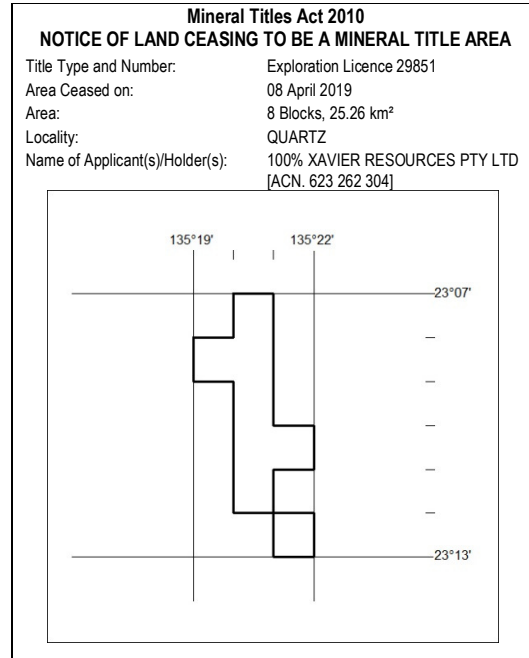 Mineral Titles Act 2010
NOTICE OF LAND CEASING TO BE A MINERAL TITLE AREA
Title Type and Number: Exploration Licence 29851
Area Ceased on: 08 April 2019
Area: 8 Blocks, 25.26 km²
Locality: QUARTZ
Name of Applicant(s)/Holder(s): 100% XAVIER RESOURCES PTY LTD
[ACN. 623 262 304]
135°19' 135°22'
23°07'
23°13'